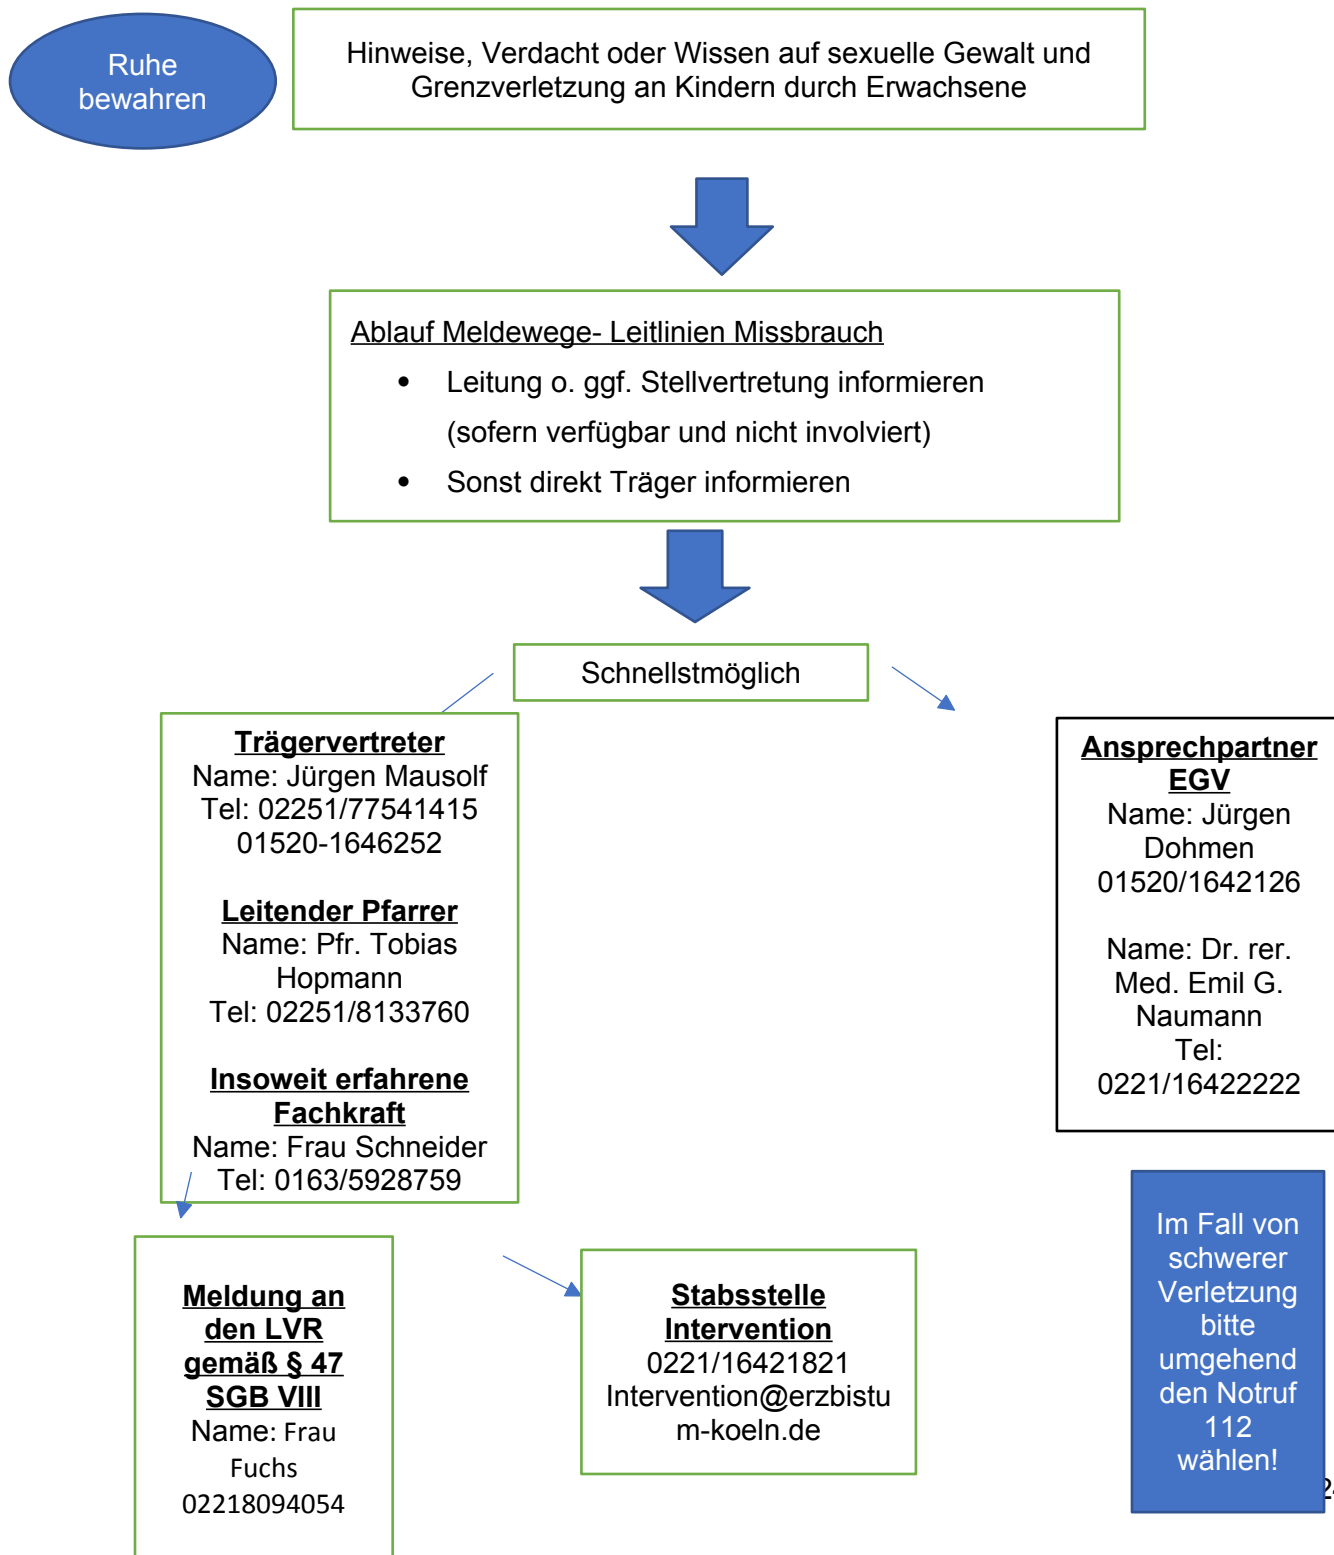 Ruhe
bewahren
Hinweise, Verdacht oder Wissen auf sexuelle Gewalt und
Grenzverletzung an Kindern durch Erwachsene
Ablauf Meldewege- Leitlinien Missbrauch
• Leitung o. ggf. Stellvertretung informieren
(sofern verfügbar und nicht involviert)
• Sonst direkt Träger informieren
Schnellstmöglich
Trägervertreter
Name: Jürgen Mausolf
Tel: 02251/77541415
01520-1646252
Leitender Pfarrer
Name: Pfr. Tobias
Hopmann
Tel: 02251/8133760
Insoweit erfahrene
Fachkraft
Name: Frau Schneider
Tel: 0163/5928759
Ansprechpartner
EGV
Name: Jürgen
Dohmen
01520/1642126
Name: Dr. rer.
Med. Emil G.
Naumann
Tel:
0221/16422222
Meldung an
den LVR
gemäß § 47
SGB VIII
Name: Frau
Fuchs
02218094054
Stabsstelle
Intervention
0221/16421821
Intervention@erzbistu
m-koeln.de
Im Fall von
schwerer
Verletzung
bitte
umgehend
den Notruf
112
wählen!